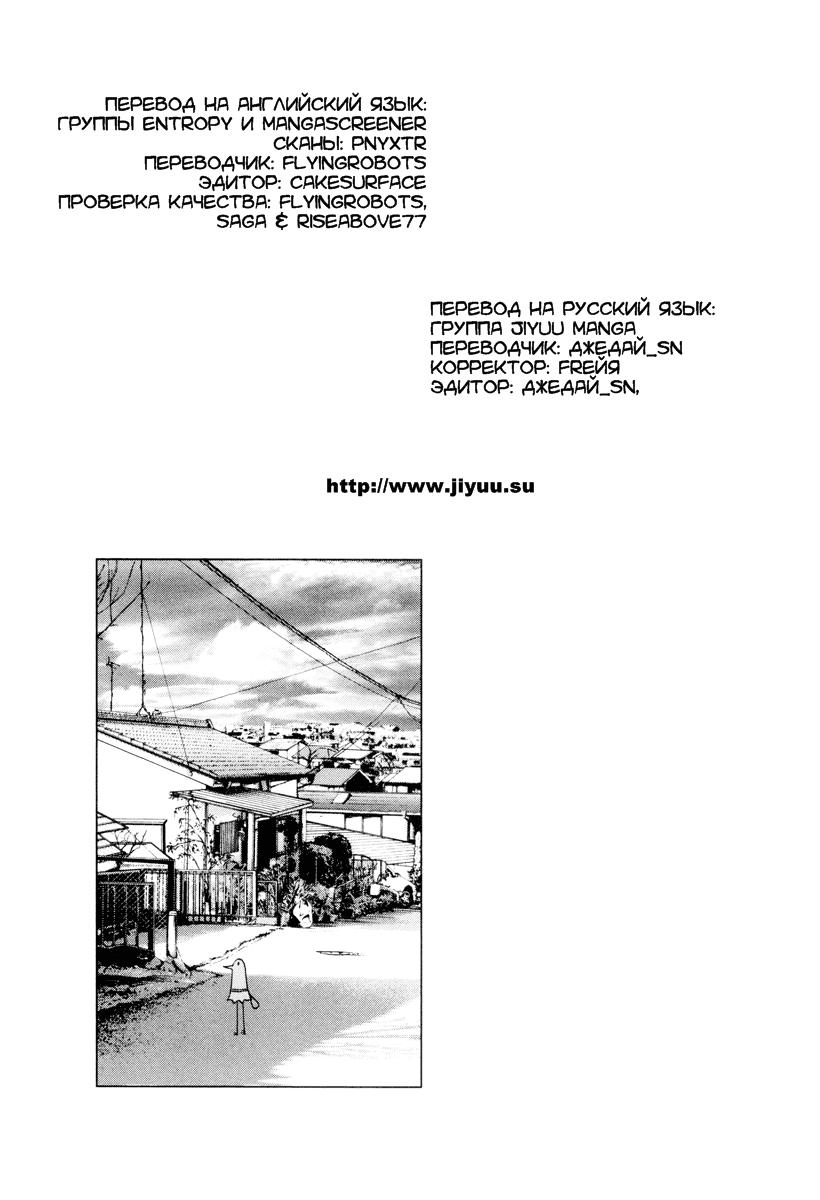 ПЕРЕВОД НА АНГЛИЙСКИЙ ЯЗЫК:
ГРУППЫ ENTROPY И MANGASCREENER
СКАНЫ: PNYXTR
ПЕРЕВОДЧИК: FLYINGROBOTS
ЭДИТОР: CAKESURFACE
ПРОВЕРКА КАЧЕСТВА: FLYINGROBOTS,
SAGA & RISEABOVE77
ПЕРЕВОД НА РУССКИЙ ЯЗЫК:
ГРУППА JIYUU MANGA
ПЕРЕВОДЧИК: ДЖЕДАЙ_SN
КОРРЕКТОР: FREЙЯ
ЭДИТОР: ДЖЕДАЙ_SN,
http://www.jiyuu.su